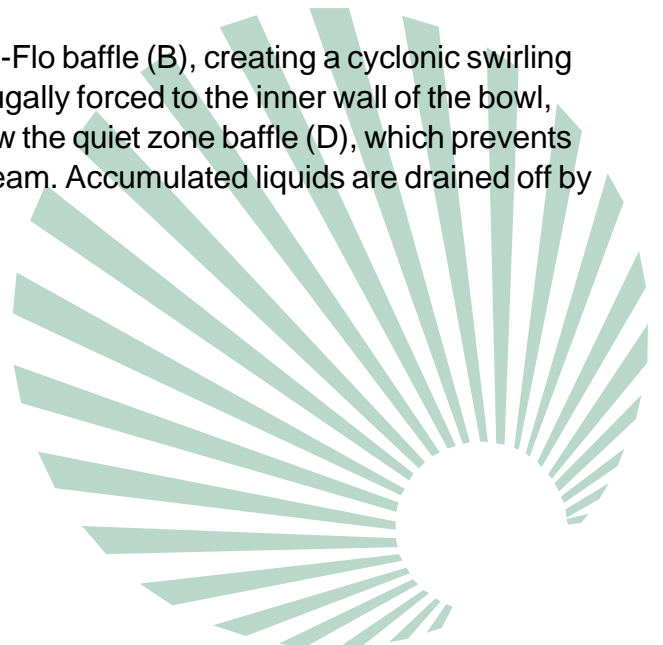 -Flo baffle (B), creating a cyclonic swirling
ugally forced to the inner wall of the bowl,
w the quiet zone baffle (D), which prevents
eam. Accumulated liquids are drained off by